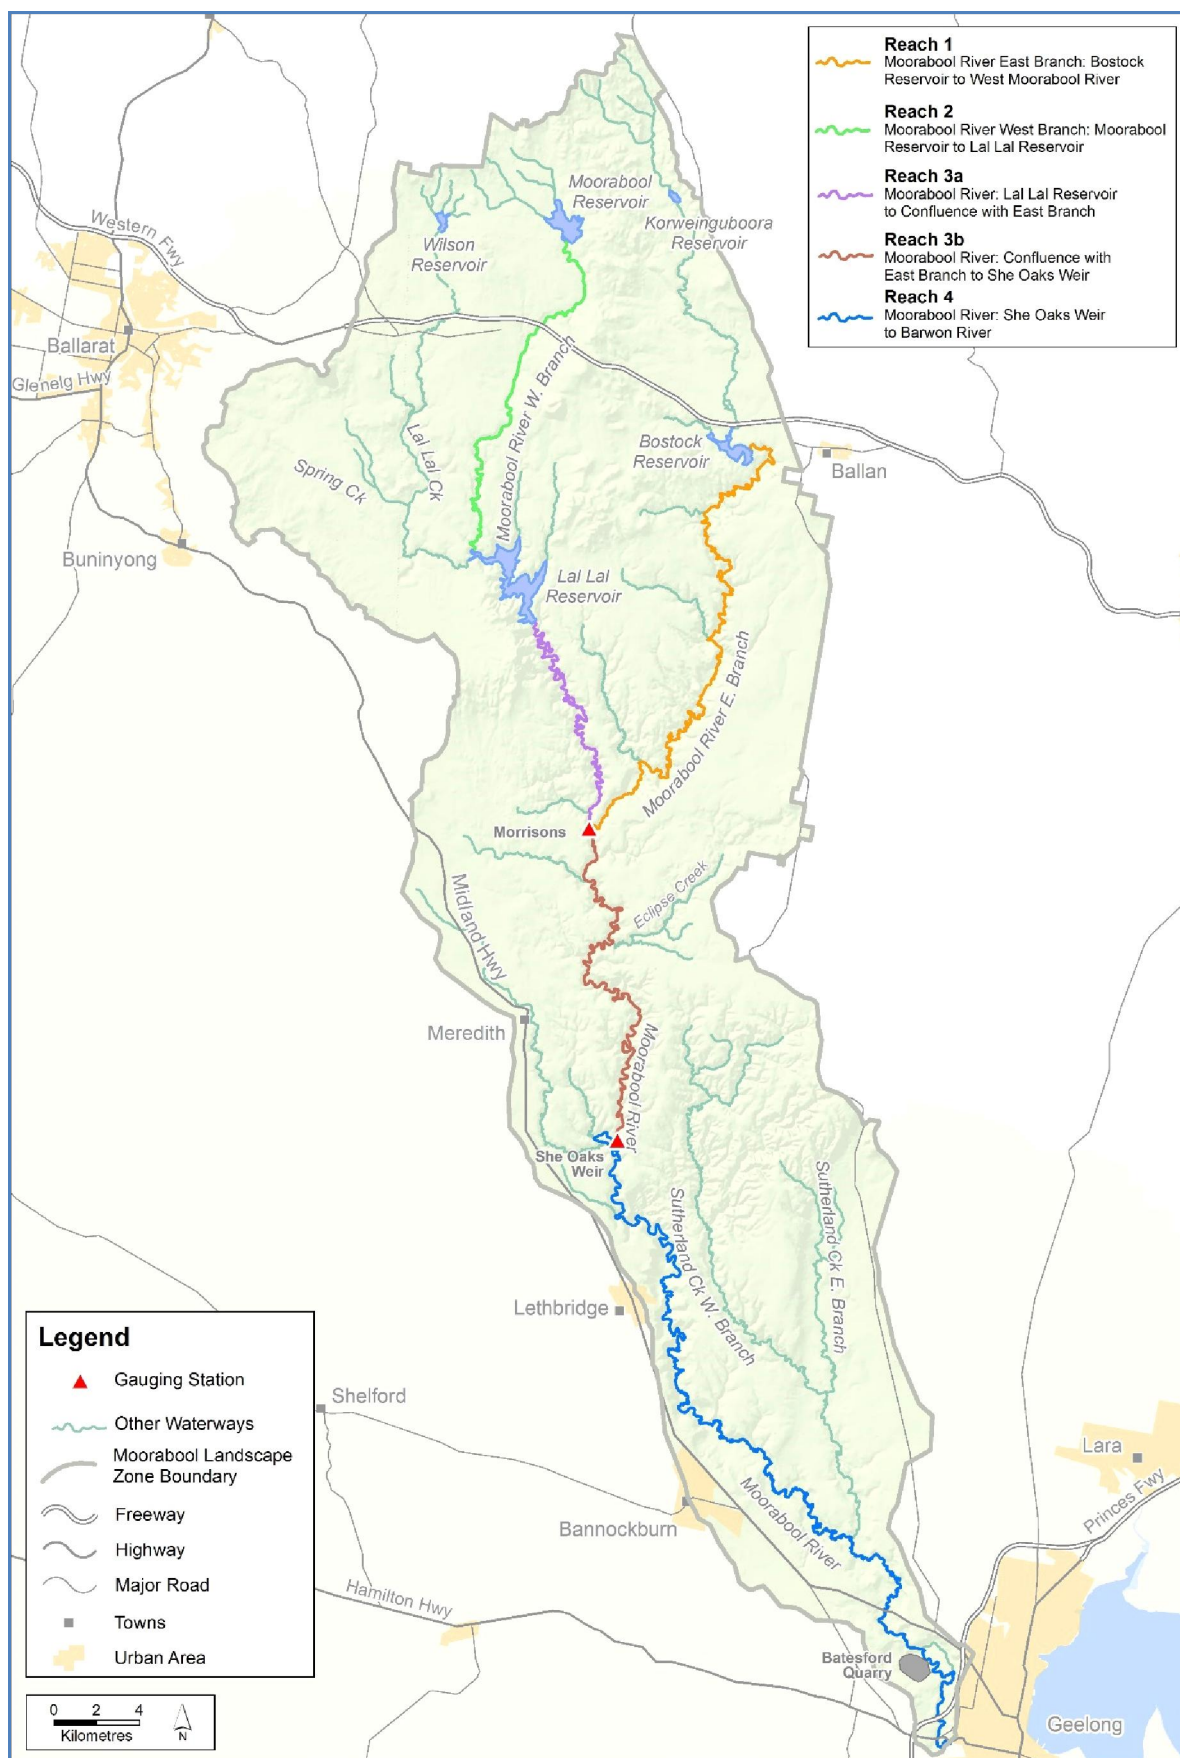 Reach 1
Moorabool River East Branch: Bostock
Reservoir to West Moorabool River
Reach 2
Moorabool River West Branch: Moorabool
Reservoir to Lal Lal Reservoir
Reach 3a
Moorabool River: Lal Lal Reservoir
to Confluence with East Branch
Reach 3b
Moorabool River: Confluence with
East Branch to She Oaks Weir
Reach 4
Moorabool River: She Oaks Weir
to Barwon River
Moorabool
Reservoir
Korweinguboora
Reservoir
Wilson
Reservoir
Western Fwy
Ballarat
Glenelg Hwy
Moorabool River W. Branch
Lal Lal Ck
Spring Ck
Bostock
Reservoir
Ballan
Buninyong
Lal Lal
Reservoir
Moorabool River E. Branch
Morrisons
Eclipse Creek
Midland Hwy
Meredith
Moorabool River
She Oaks
Weir
Sutherland Ck W. Branch
Sutherland Ck E. Branch
Lethbridge
Shelford
Lara
Princes Fwy
Moorabool River
Bannockburn
Hamilton Hwy
Batesford
Quarry
Geelong
Legend
Gauging Station
Other Waterways
Moorabool Landscape
Zone Boundary
Freeway
Highway
Major Road
Towns
Urban Area
0 2 4
Kilometres
N